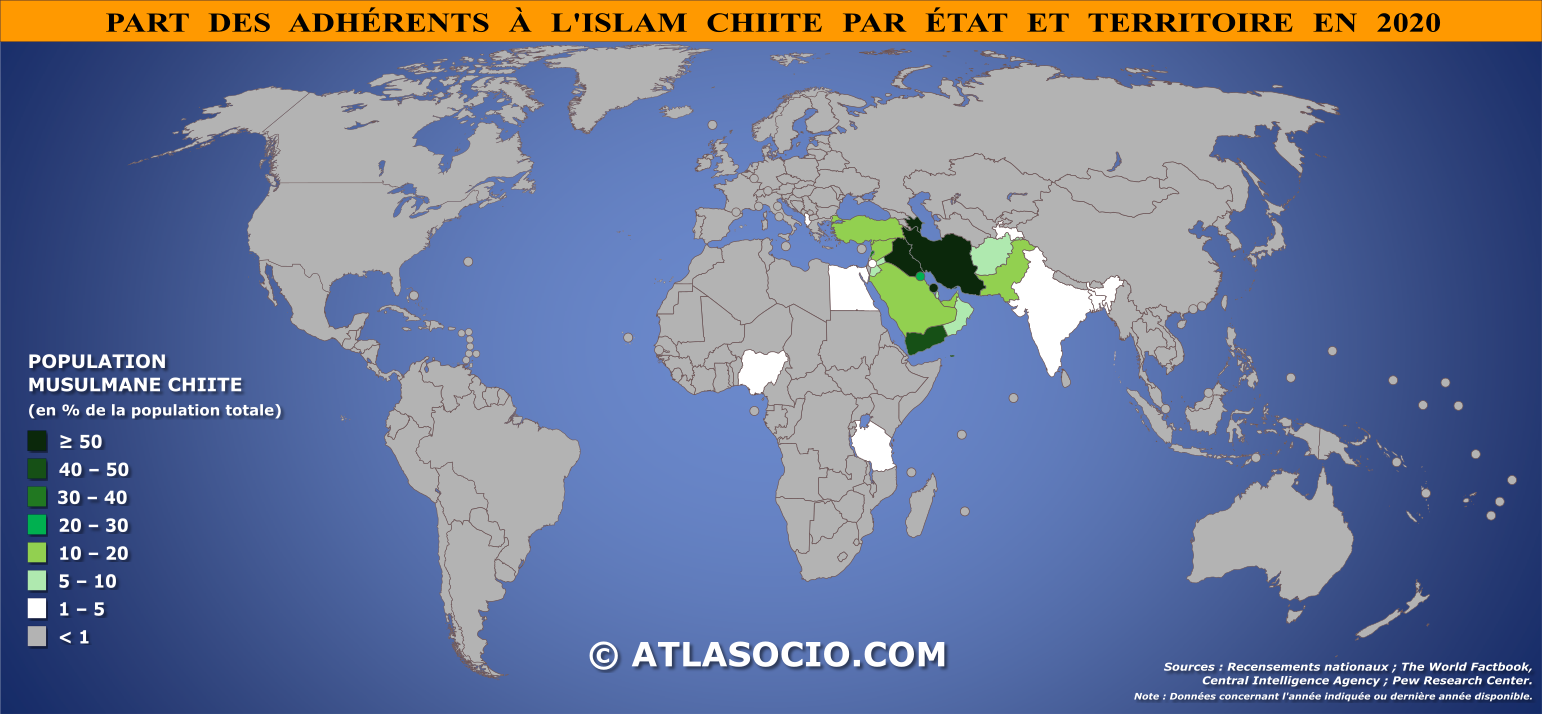 PART DES ADHÉRENTS À L'ISLAM CHIITE PAR ÉTAT ET TERRITOIRE EN 2020
POPULATION
MUSULMANE CHIITE
(en % de la population totale)
≥ 50
40 – 50
30 – 40
20 – 30
10 – 20
5 – 10
1 – 5
< 1
© ATLASOCIO.COM
Sources : Recensements nationaux ; The World Factbook,
Central Intelligence Agency ; Pew Research Center.
Note : Données concernant l'année indiquée ou dernière année disponible.